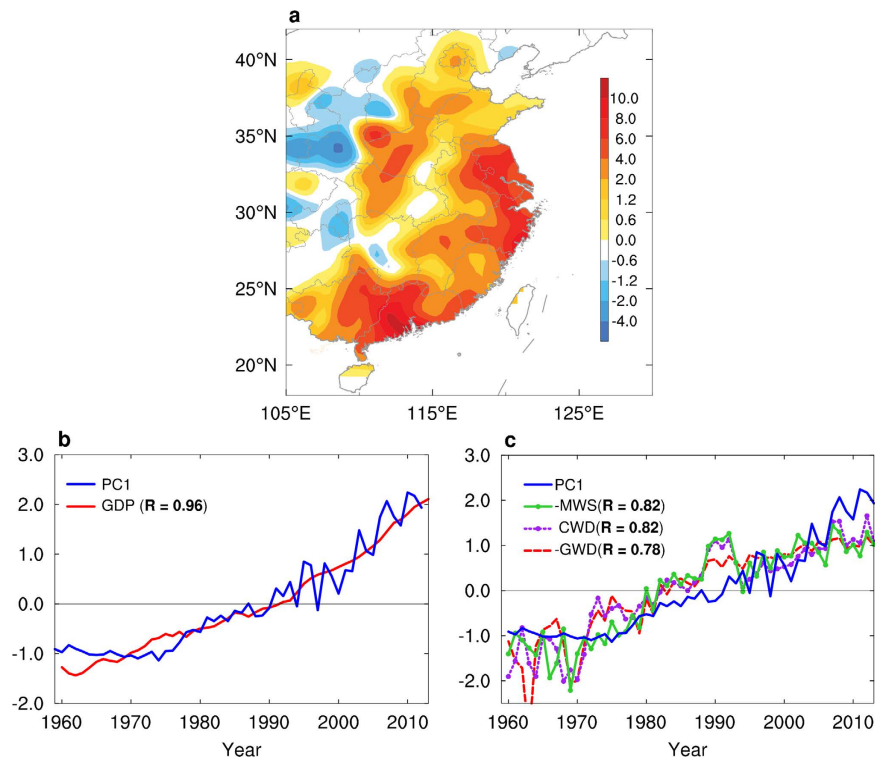 a
40°N
35°N
30°N
25°N
20°N
105°E 115°E 125°E
10.0
8.0
6.0
4.0
2.0
1.2
0.6
0.0
-0.6
-1.2
-2.0
-4.0
b
3.0
2.0
1.0
0.0
-1.0
-2.0
PC1
GDP (R = 0.96)
1960 1970 1980 1990 2000 2010
Year
c
3.0
2.0
1.0
0.0
-1.0
-2.0
PC1
-MWS(R = 0.82)
CWD(R = 0.82)
-GWD(R = 0.78)
1960 1970 1980 1990 2000 2010
Year